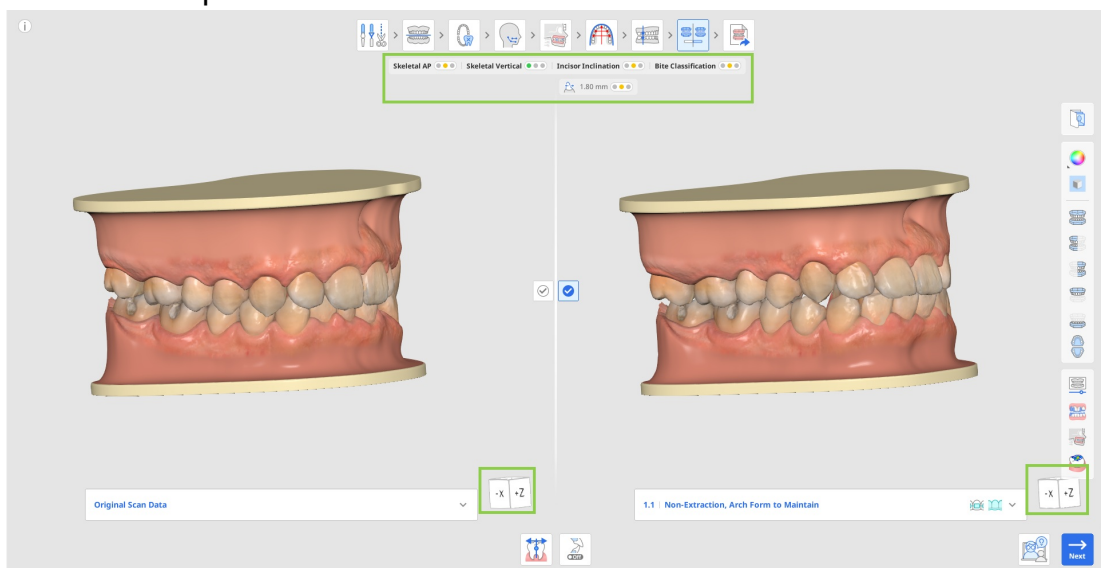 Skeletal AP Skeletal Vertical Incisor Inclination Bite Classification
1.80 mm
Original Scan Data
-X +Z
1.1 Non-Extraction, Arch Form to Maintain
-X +Z
Off
Next